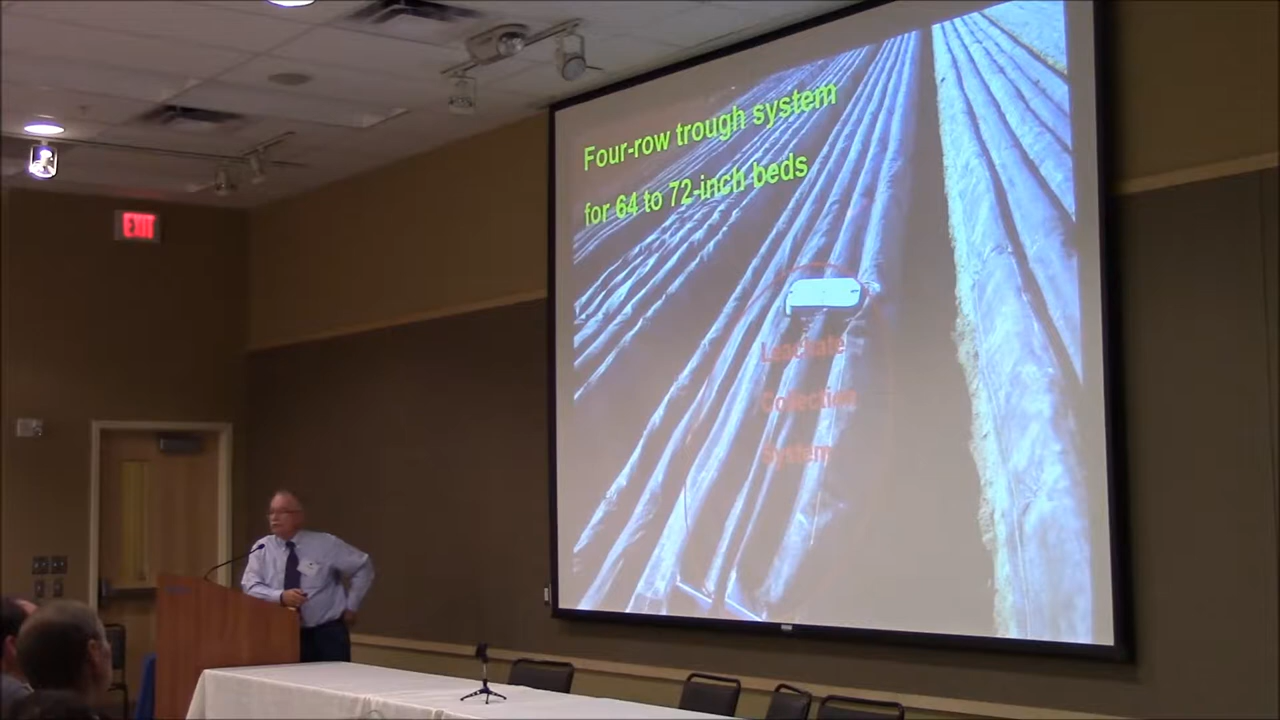 EXIT
Four-row trough system
for 64 to 72-inch beds
Leachate
Collection
System